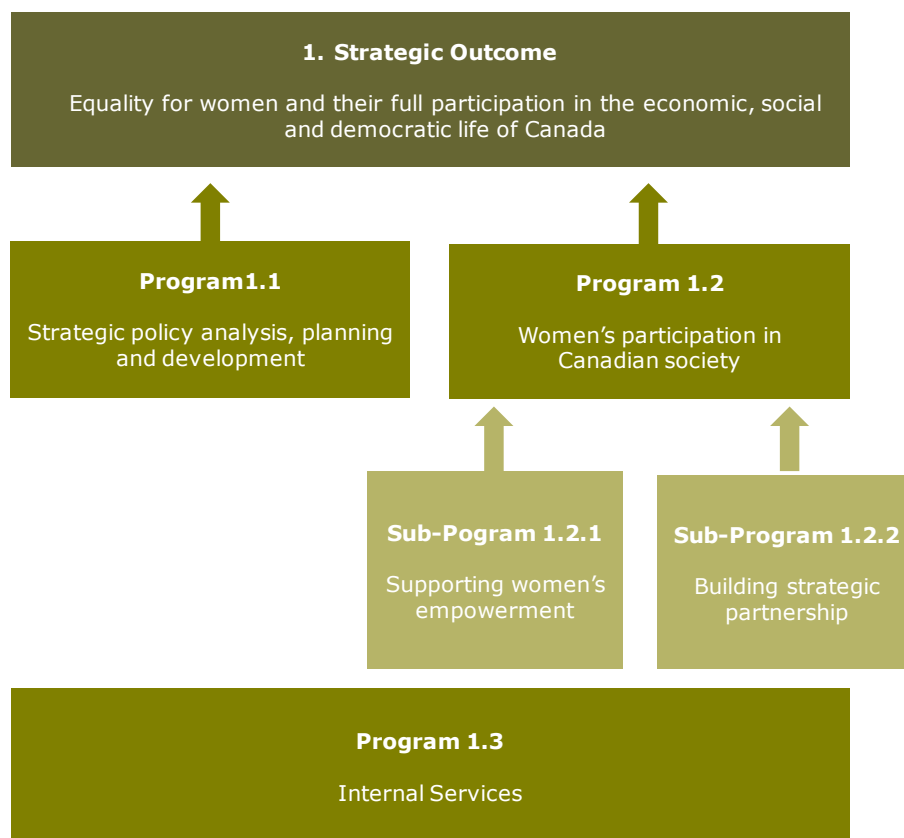 1. Strategic Outcome
Equality for women and their full participation in the economic, social
and democratic life of Canada
Program1.1
Strategic policy analysis, planning
and development
Program 1.2
Women’s participation in
Canadian society
Sub-Pogram 1.2.1
Supporting women’s
empowerment
Sub-Program 1.2.2
Building strategic
partnership
Program 1.3
Internal Services